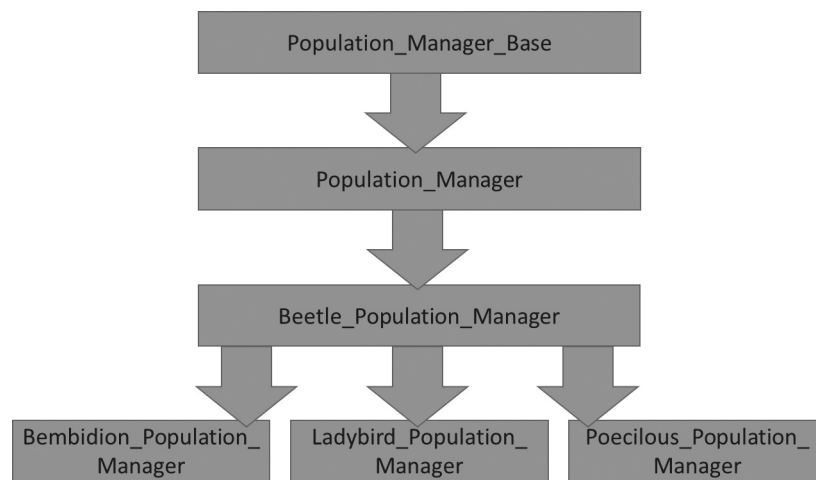 Population_Manager_Base
Population_Manager
Beetle_Population_Manager
Bembidion_Population_
Manager
Ladybird_Population_
Manager
Poecilous_Population_
Manager